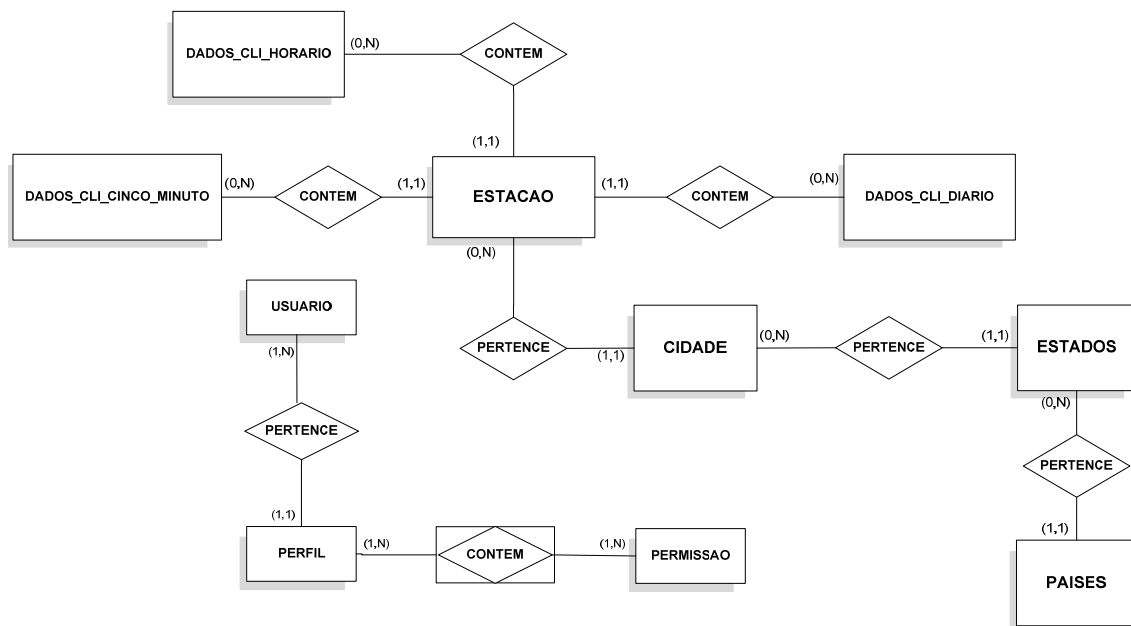 DADOS_CLI_HORARIO
(0,N)
CONTEM
(1,1)
DADOS_CLI_CINCO_MINUTO
(0,N)
CONTEM
(1,1)
ESTACAO
(1,1)
CONTEM
(0,N)
DADOS_CLI_DIARIO
(0,N)
USUARIO
(1,N)
PERTENCE
(1,1)
CIDADE
(0,N)
PERTENCE
(1,1)
ESTADOS
(0,N)
PERTENCE
PERTENCE
(1,1)
(1,1)
PERFIL
(1,N)
CONTEM
(1,N)
PERMISSAO
PAISES